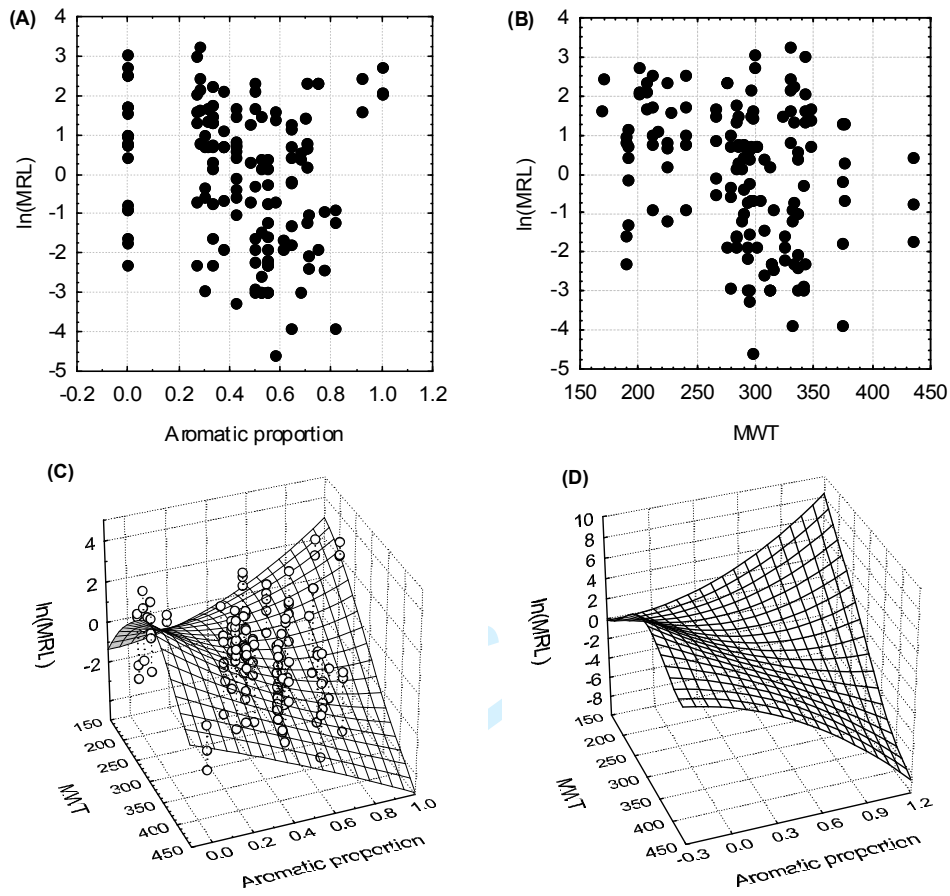 (A)
4
3
2
1
0
-1
-2
-3
-4
-5
ln(MRL)
-0.2 0.0 0.2 0.4 0.6 0.8 1.0 1.2
Aromatic proportion
(B)
4
3
2
1
0
-1
-2
-3
-4
-5
ln(MRL)
150 200 250 300 350 400 450
MWT
(C)
4
2
0
-2
ln(MRL)
150
200
250
300
350
400
450
MWT
0.0 0.2 0.4 0.6 0.8 1.0
Aromatic proportion
(D)
10
8
6
4
2
0
-2
-4
-6
-8
ln(MRL)
150
200
250
300
350
400
450
MWT
-0.3 0.0 0.3 0.6 0.9 1.2
Aromatic proportion